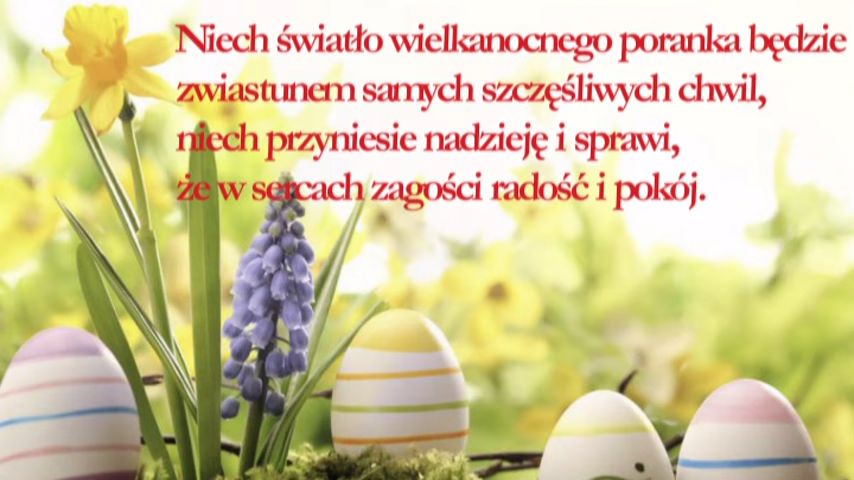 Niech światło wielkanocnego poranka będzie
zwiastunem samych szczęśliwych chwil,
niech przyniesie nadzieję i sprawi,
że w sercach zagości radość i pokój.